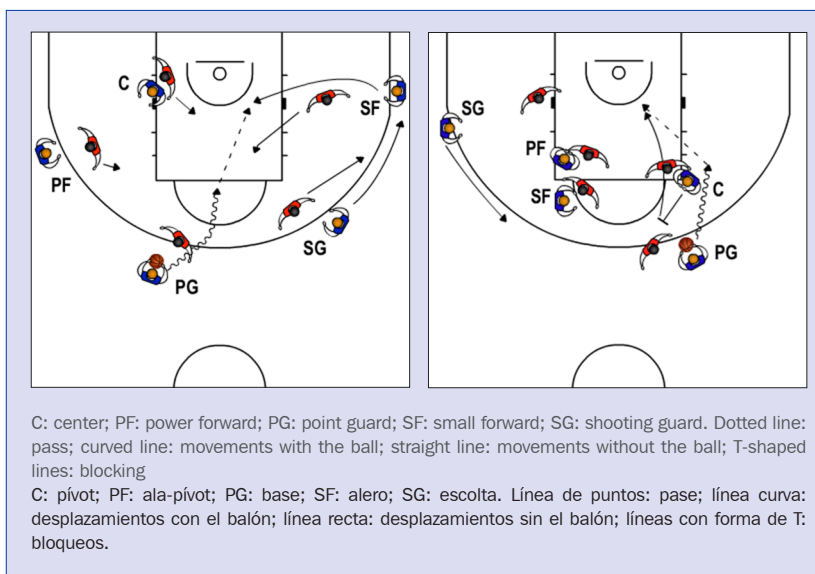 C
SF
PF
SG
PG
SG
PF
SF
C
PG
C: center; PF: power forward; PG: point guard; SF: small forward; SG: shooting guard. Dotted line:
pass; curved line: movements with the ball; straight line: movements without the ball; T-shaped
lines: blocking
C: pívot; PF: ala-pívot; PG: base; SF: alero; SG: escolta. Línea de puntos: pase; línea curva:
desplazamientos con el balón; línea recta: desplazamientos sin el balón; líneas con forma de T:
bloqueos.